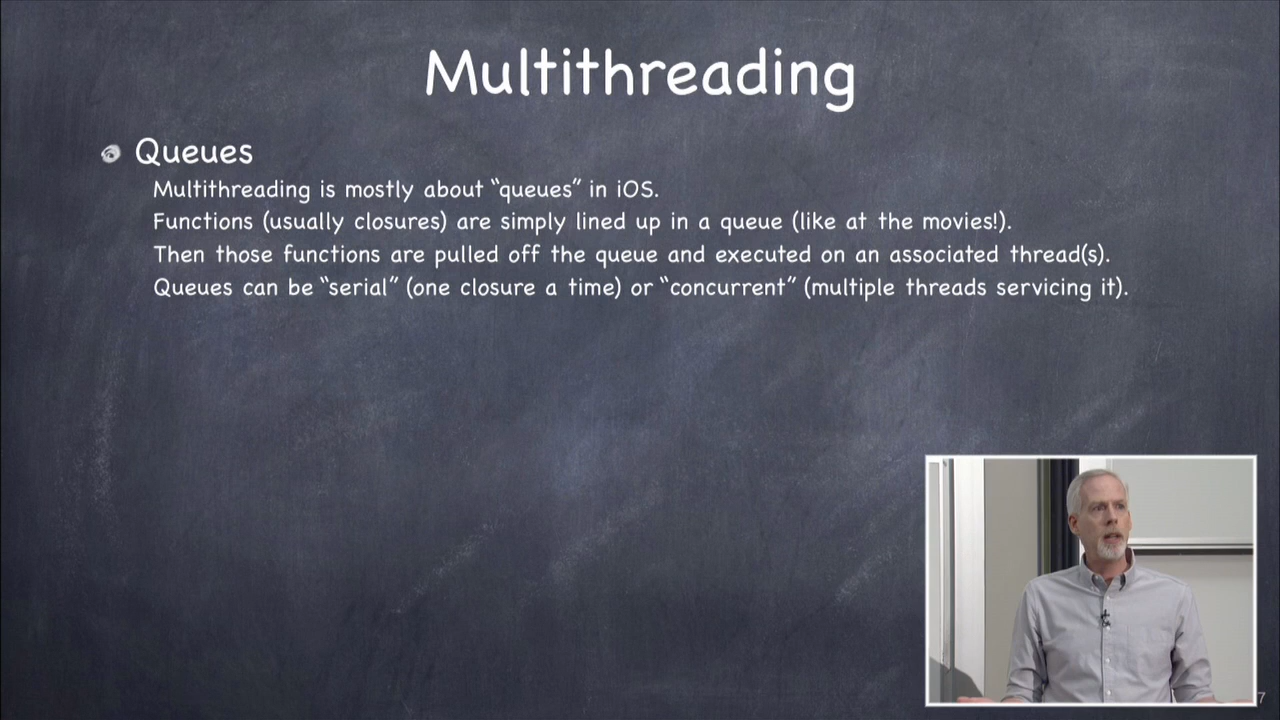 Multithreading
Queues
Multithreading is mostly about “queues” in iOS.
Functions (usually closures) are simply lined up in a queue (like at the movies!).
Then those functions are pulled off the queue and executed on an associated thread(s).
Queues can be “serial” (one closure a time) or “concurrent” (multiple threads servicing it).
7